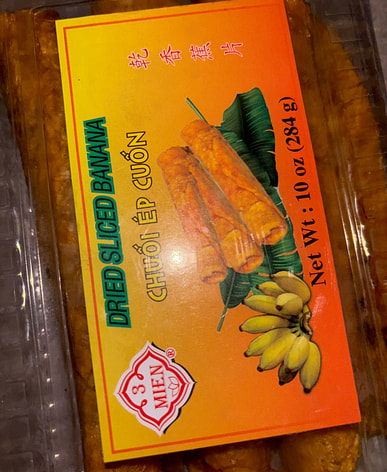 乾香蕉片
DRIED SLICED BANANA
CHUỐI ÉP CUỐN
Net Wt : 10 oz (284 g)
3
MIEN
®